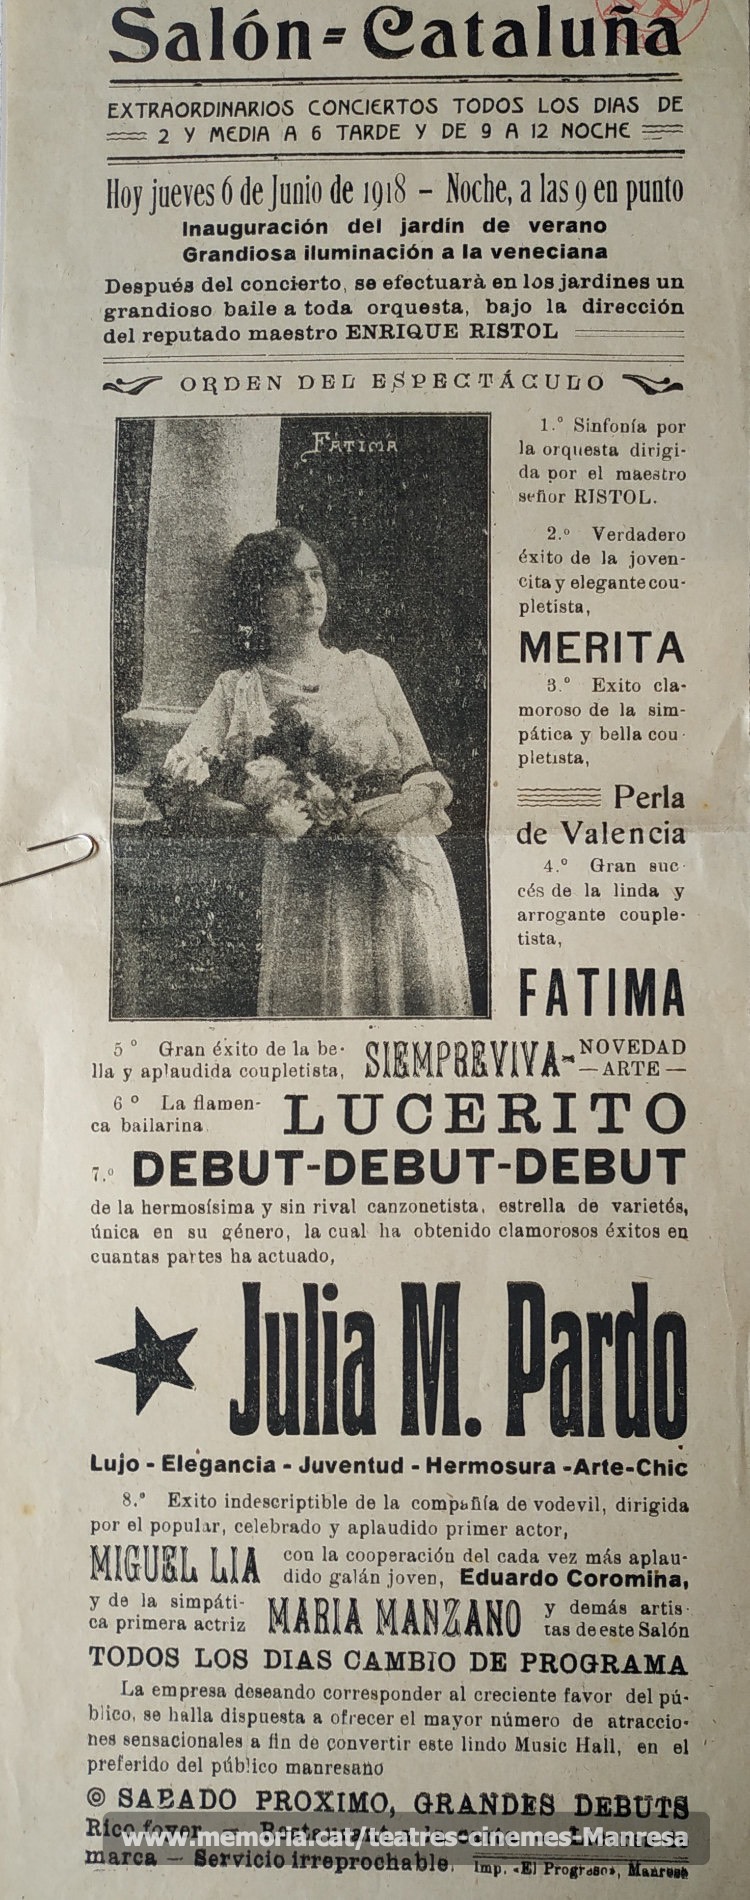 Salón=Cataluña
EXTRAORDINARIOS CONCIERTOS TODOS LOS DIAS DE
2 Y MEDIA A 6 TARDE Y DE 9 A 12 NOCHE
Hoy jueves 6 de Junio de 1918 – Noche, a las 9 en punto
Inauguración del jardín de verano
Grandiosa iluminación a la veneciana
Después del concierto, se efectuarà en los jardines un
grandioso baile a toda orquesta, bajo la dirección
del reputado maestro ENRIQUE RISTOL
ORDEN DEL ESPECTÁCULO
FÁTIMA
1.º Sinfonía por
la orquesta dirigi-
da por el maestro
señor RISTOL.
2.º Verdadero
éxito de la joven-
cita y elegante cou-
pletista,
MERITA
3.º Exito cla-
moroso de la sim-
pática y bella cou-
pletista,
Perla
de Valencia
4.º Gran suc-
cés de la linda y
arrogante couple-
tista,
FATIMA
5º Gran éxito de la be-
lla y aplaudida coupletista, SIEMPREVIVA- NOVEDAD
—ARTE—
6º La flamen-
ca bailarina. LUCERITO
7.º DEBUT-DEBUT-DEBUT
de la hermosísima y sin rival canzonetista, estrella de varietés,
única en su género, la cual ha obtenido clamorosos éxitos en
cuantas partes ha actuado,
Julia M. Pardo
Lujo - Elegancia - Juventud - Hermosura -Arte-Chic
8.º Exito indescriptible de la compañía de vodevil, dirigida
por el popular, celebrado y aplaudido primer actor,
MIGUEL LIA con la cooperación del cada vez más aplau-
dido galán joven, Eduardo Coromina,
y de la simpáti-
ca primera actriz MARIA MANZANO y demás artis-
tas de este Salón
TODOS LOS DIAS CAMBIO DE PROGRAMA
La empresa deseando corresponder al creciente favor del pú-
blico, se halla dispuesta a ofrecer el mayor número de atraccio-
nes sensacionales a fin de convertir este lindo Music Hall, en el
preferido del público manresano
SABADO PROXIMO, GRANDES DEBUTS
Rico foyer — Restaurant
www.memoria.cat/teatres-cinemes-Manresa
marca — Servicio irreprochable. Imp. «El Progreso», Manresa